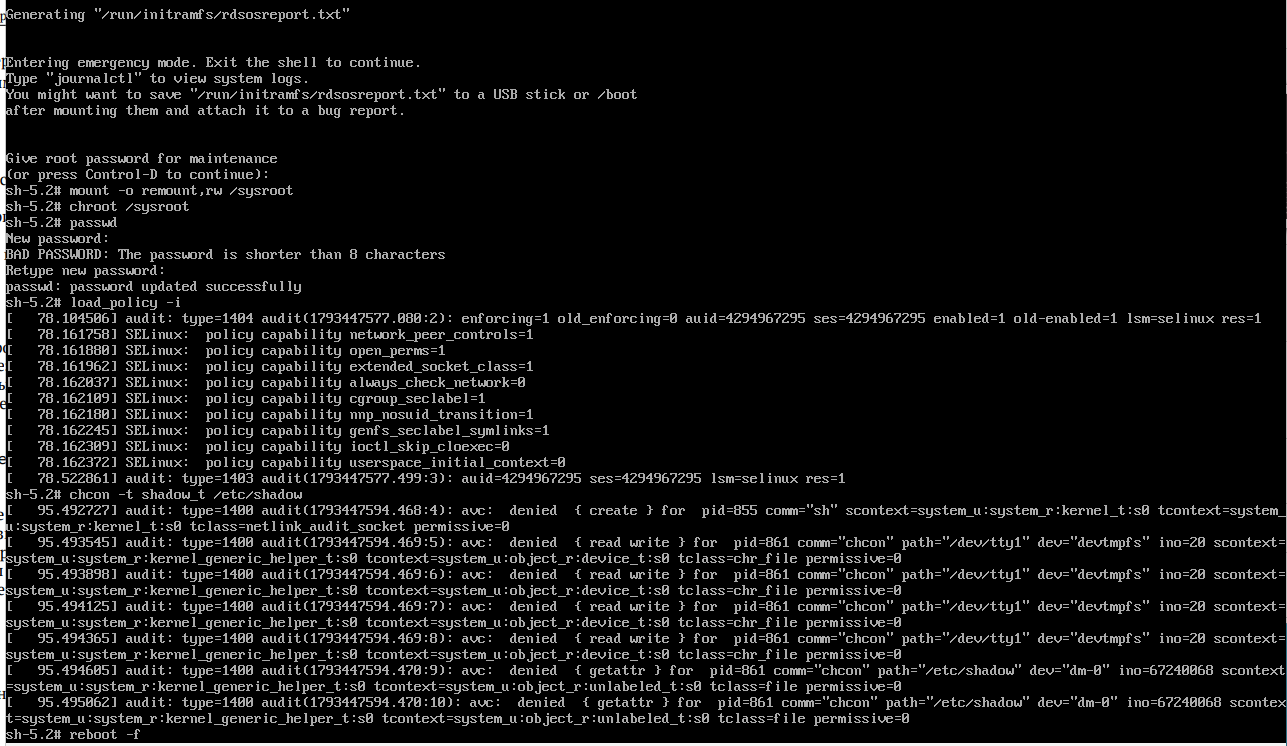 Generating "/run/initramfs/rdsosreport.txt"
Entering emergency mode. Exit the shell to continue.
Type "journalctl" to view system logs.
You might want to save "/run/initramfs/rdsosreport.txt" to a USB stick or /boot
after mounting them and attach it to a bug report.
Give root password for maintenance
(or press Control-D to continue):
sh-5.2# mount -o remount,rw /sysroot
sh-5.2# chroot /sysroot
sh-5.2# passwd
New password:
BAD PASSWORD: The password is shorter than 8 characters
Retype new password:
passwd: password updated successfully
sh-5.2# load_policy -i
[   78.104506] audit: type=1404 audit(1793447577.080:2): enforcing=1 old_enforcing=0 auid=4294967295 ses=4294967295 enabled=1 old-enabled=1 lsm=selinux res=1
[   78.161758] SELinux:  policy capability network_peer_controls=1
[   78.161880] SELinux:  policy capability open_perms=1
[   78.161962] SELinux:  policy capability extended_socket_class=1
[   78.162037] SELinux:  policy capability always_check_network=0
[   78.162109] SELinux:  policy capability cgroup_seclabel=1
[   78.162180] SELinux:  policy capability nnp_nosuid_transition=1
[   78.162245] SELinux:  policy capability genfs_seclabel_symlinks=1
[   78.162309] SELinux:  policy capability ioctl_skip_cloexec=0
[   78.162372] SELinux:  policy capability userspace_initial_context=0
[   78.522861] audit: type=1403 audit(1793447577.499:3): auid=4294967295 ses=4294967295 lsm=selinux res=1
sh-5.2# chcon -t shadow_t /etc/shadow
[   95.492727] audit: type=1400 audit(1793447594.468:4): avc:  denied  { create } for  pid=855 comm="sh" scontext=system_u:system_r:kernel_t:s0 tcontext=system_
u:system_r:kernel_t:s0 tclass=netlink_audit_socket permissive=0
[   95.493545] audit: type=1400 audit(1793447594.469:5): avc:  denied  { read write } for  pid=861 comm="chcon" path="/dev/tty1" dev="devtmpfs" ino=20 scontext=
system_u:system_r:kernel_generic_helper_t:s0 tcontext=system_u:object_r:device_t:s0 tclass=chr_file permissive=0
[   95.493898] audit: type=1400 audit(1793447594.469:6): avc:  denied  { read write } for  pid=861 comm="chcon" path="/dev/tty1" dev="devtmpfs" ino=20 scontext=
system_u:system_r:kernel_generic_helper_t:s0 tcontext=system_u:object_r:device_t:s0 tclass=chr_file permissive=0
[   95.494125] audit: type=1400 audit(1793447594.469:7): avc:  denied  { read write } for  pid=861 comm="chcon" path="/dev/tty1" dev="devtmpfs" ino=20 scontext=
system_u:system_r:kernel_generic_helper_t:s0 tcontext=system_u:object_r:device_t:s0 tclass=chr_file permissive=0
[   95.494365] audit: type=1400 audit(1793447594.469:8): avc:  denied  { read write } for  pid=861 comm="chcon" path="/dev/tty1" dev="devtmpfs" ino=20 scontext=
system_u:system_r:kernel_generic_helper_t:s0 tcontext=system_u:object_r:device_t:s0 tclass=chr_file permissive=0
[   95.494605] audit: type=1400 audit(1793447594.470:9): avc:  denied  { getattr } for  pid=861 comm="chcon" path="/etc/shadow" dev="dm-0" ino=67240068 scontext
=system_u:system_r:kernel_generic_helper_t:s0 tcontext=system_u:object_r:unlabeled_t:s0 tclass=file permissive=0
[   95.495062] audit: type=1400 audit(1793447594.470:10): avc:  denied  { getattr } for  pid=861 comm="chcon" path="/etc/shadow" dev="dm-0" ino=67240068 scontex
t=system_u:system_r:kernel_generic_helper_t:s0 tcontext=system_u:object_r:unlabeled_t:s0 tclass=file permissive=0
sh-5.2# reboot -f